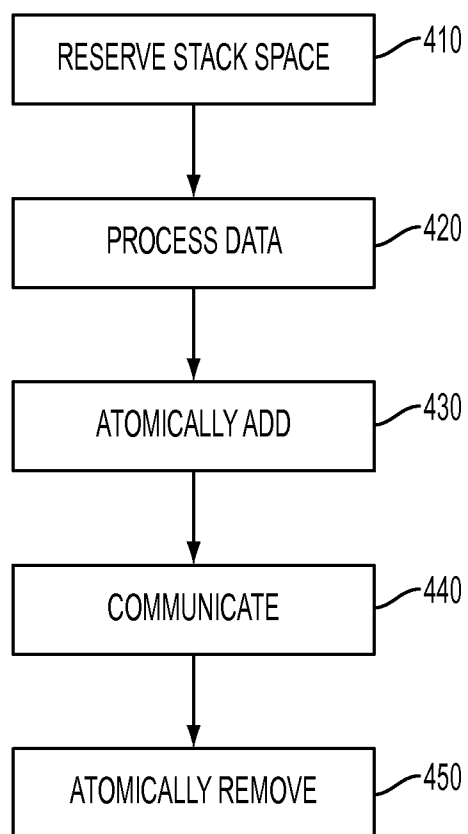 RESERVE STACK SPACE 410
PROCESS DATA 420
ATOMICALLY ADD 430
COMMUNICATE 440
ATOMICALLY REMOVE 450